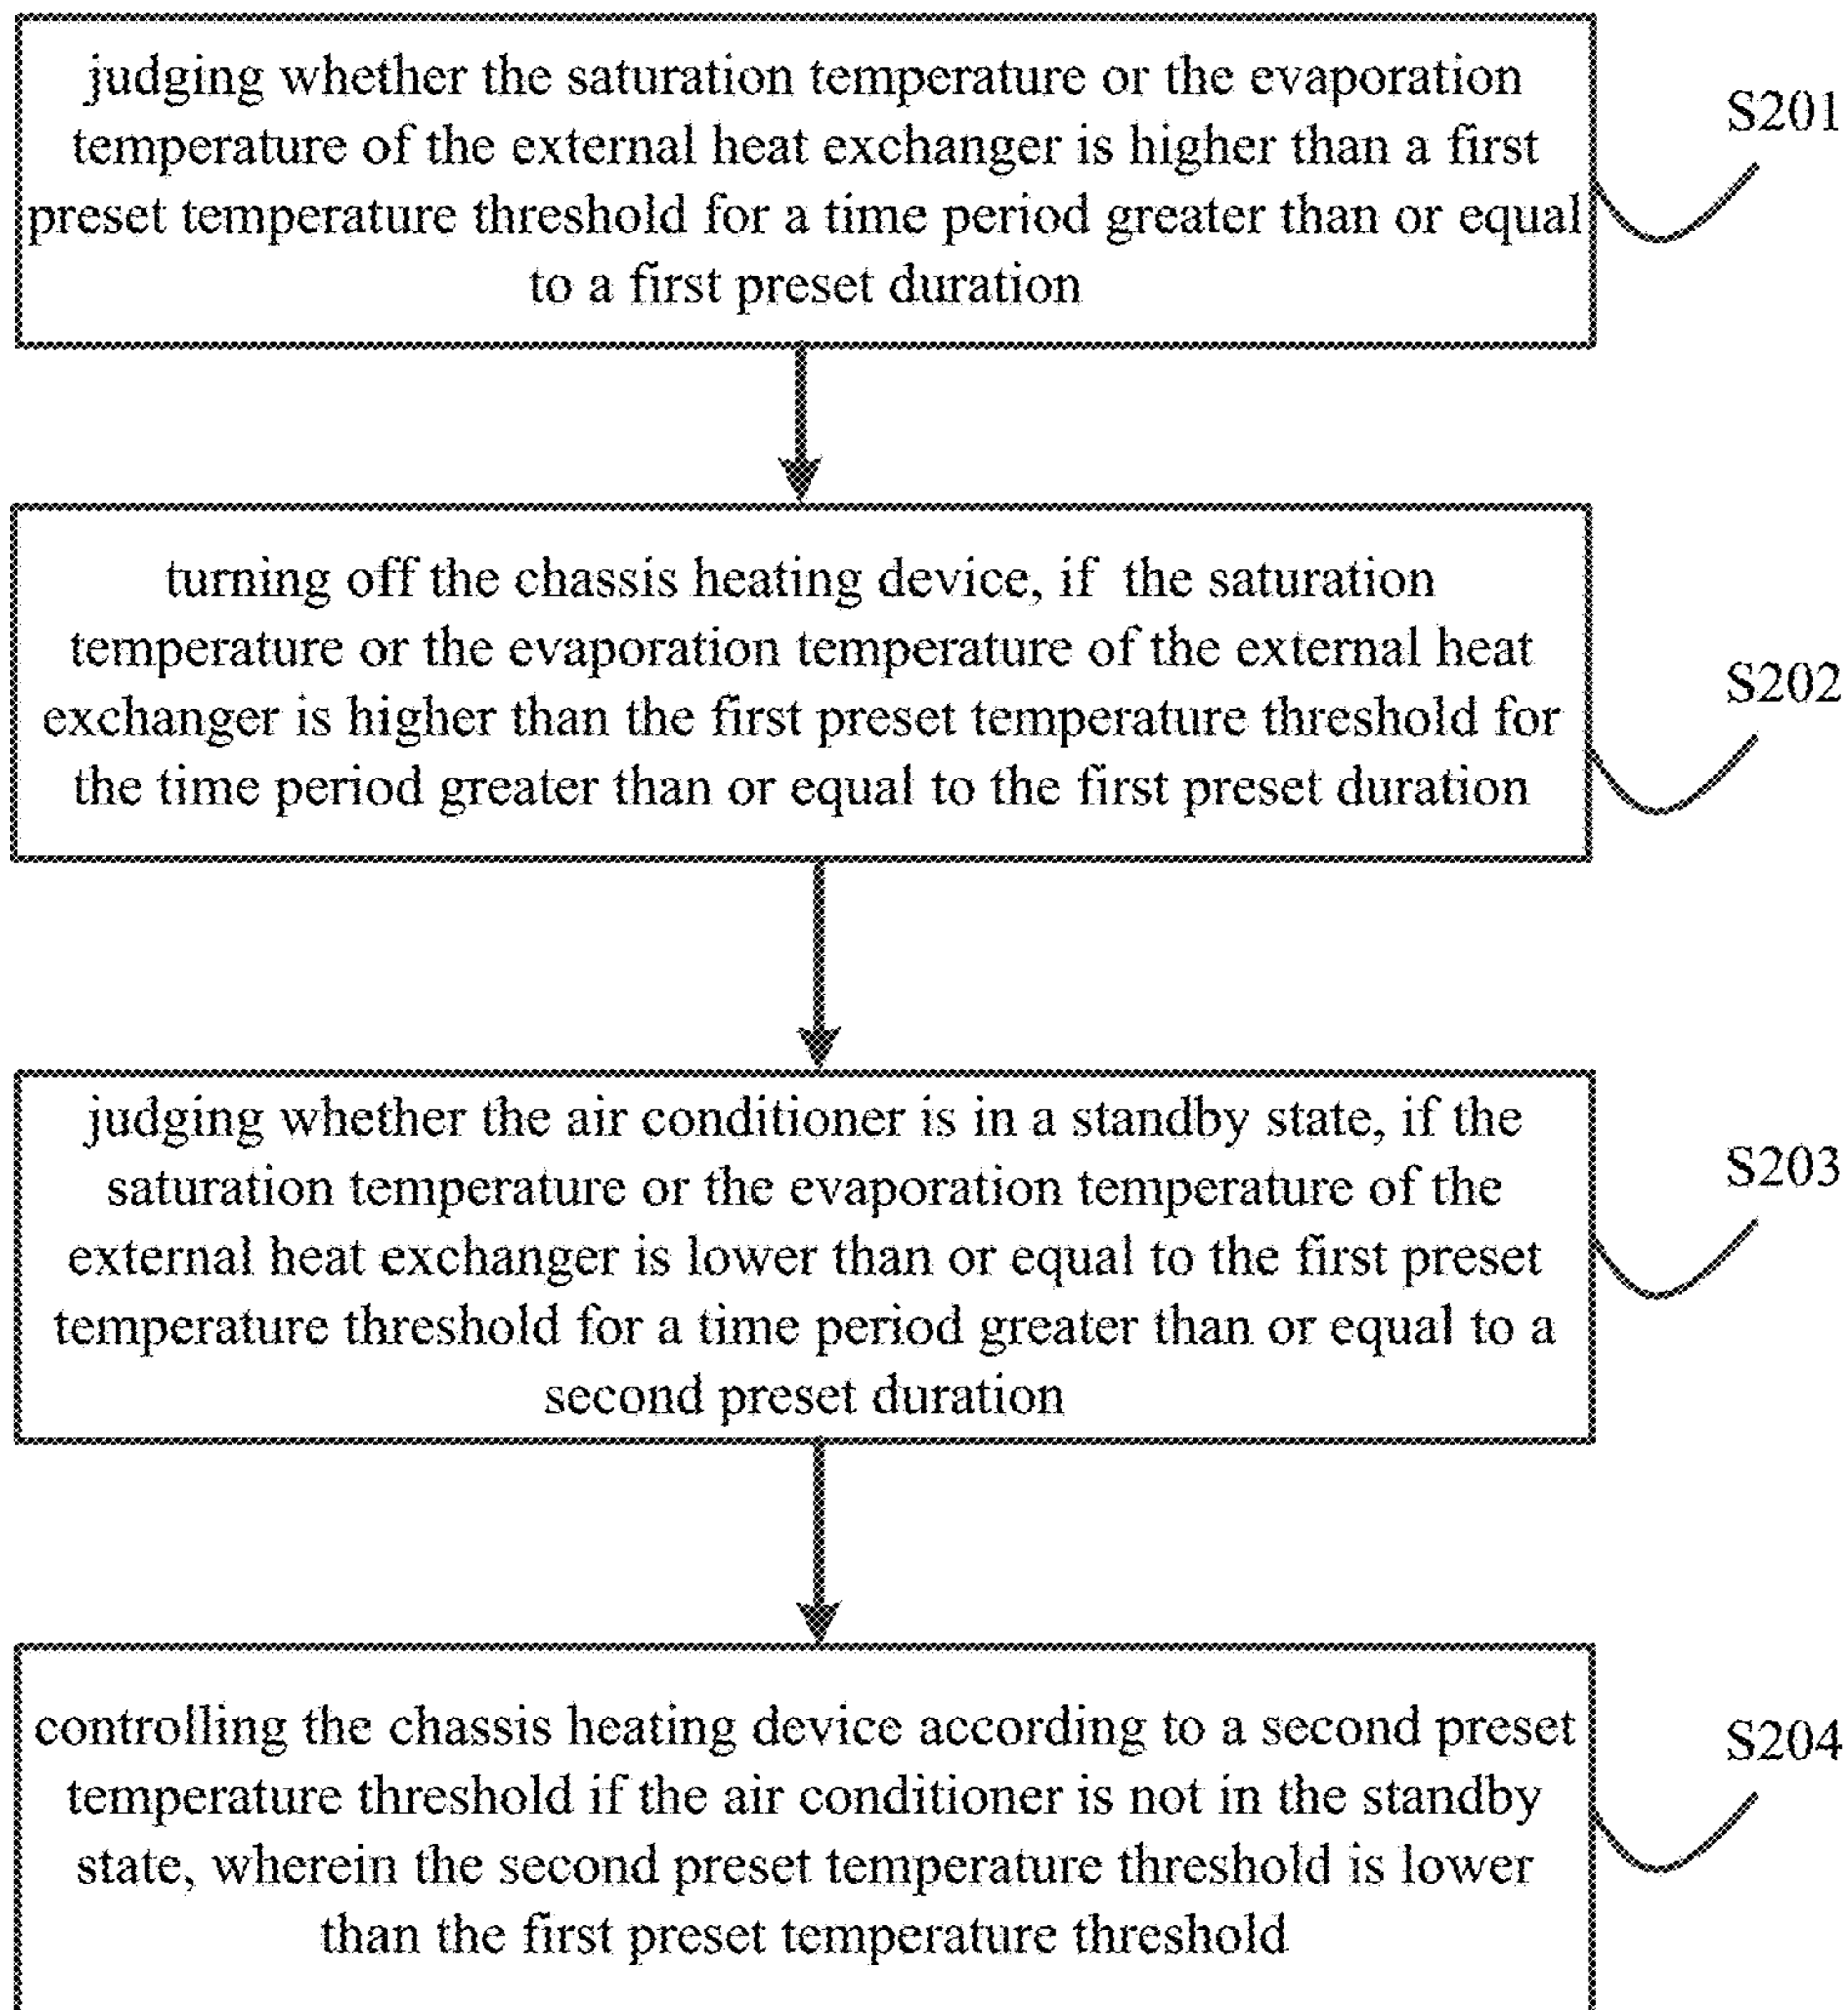 judging whether the saturation temperature or the evaporation
temperature of the external heat exchanger is higher than a first
preset temperature threshold for a time period greater than or equal
to a first preset duration
S201
turning off the chassis heating device, if the saturation
temperature or the evaporation temperature of the external heat
exchanger is higher than the first preset temperature threshold for
the time period greater than or equal to the first preset duration
S202
judging whether the air conditioner is in a standby state, if the
saturation temperature or the evaporation temperature of the
external heat exchanger is lower than or equal to the first preset
temperature threshold for a time period greater than or equal to a
second preset duration
S203
controlling the chassis heating device according to a second preset
temperature threshold if the air conditioner is not in the standby
state, wherein the second preset temperature threshold is lower
than the first preset temperature threshold
S204